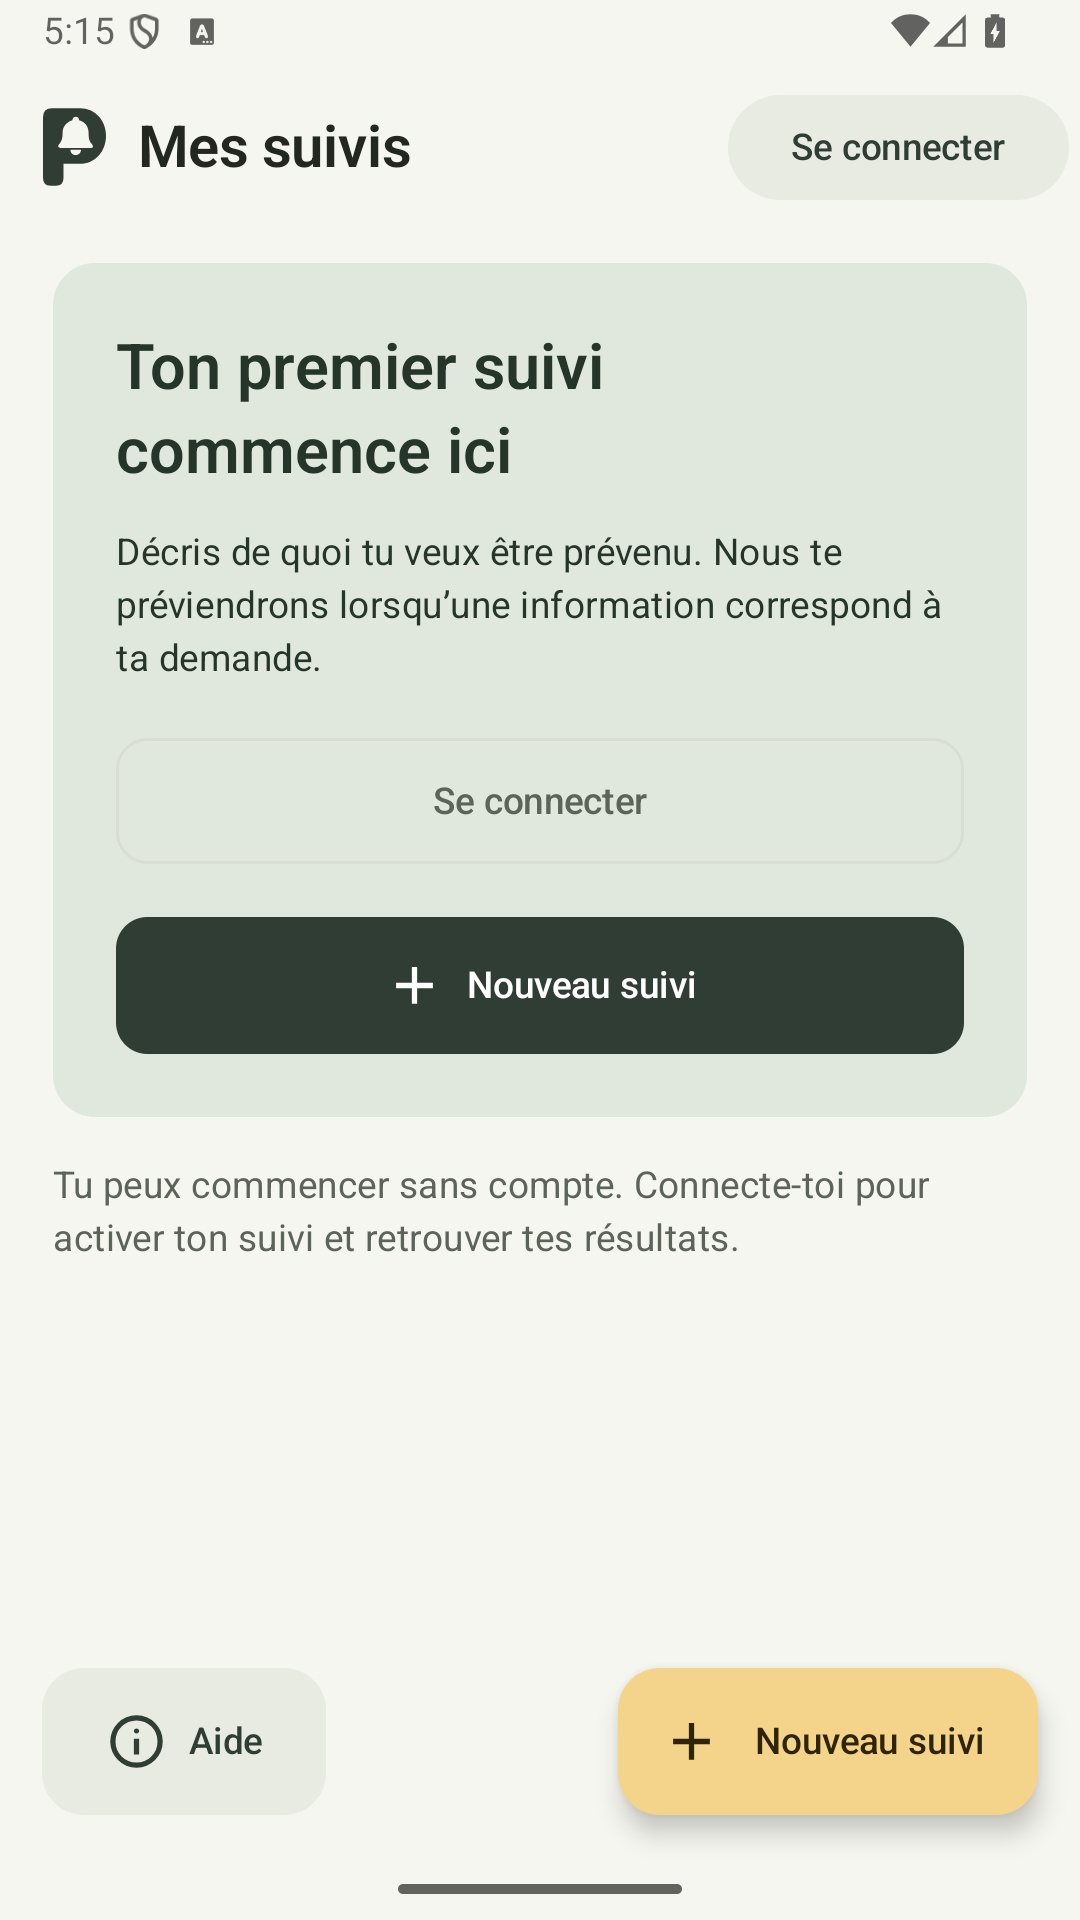 5:15
Mes suivis
Se connecter
Ton premier suivi
commence ici
Décris de quoi tu veux être prévenu. Nous te
préviendrons lorsqu’une information correspond à
ta demande.
Se connecter
Nouveau suivi
Tu peux commencer sans compte. Connecte-toi pour
activer ton suivi et retrouver tes résultats.
Aide
Nouveau suivi